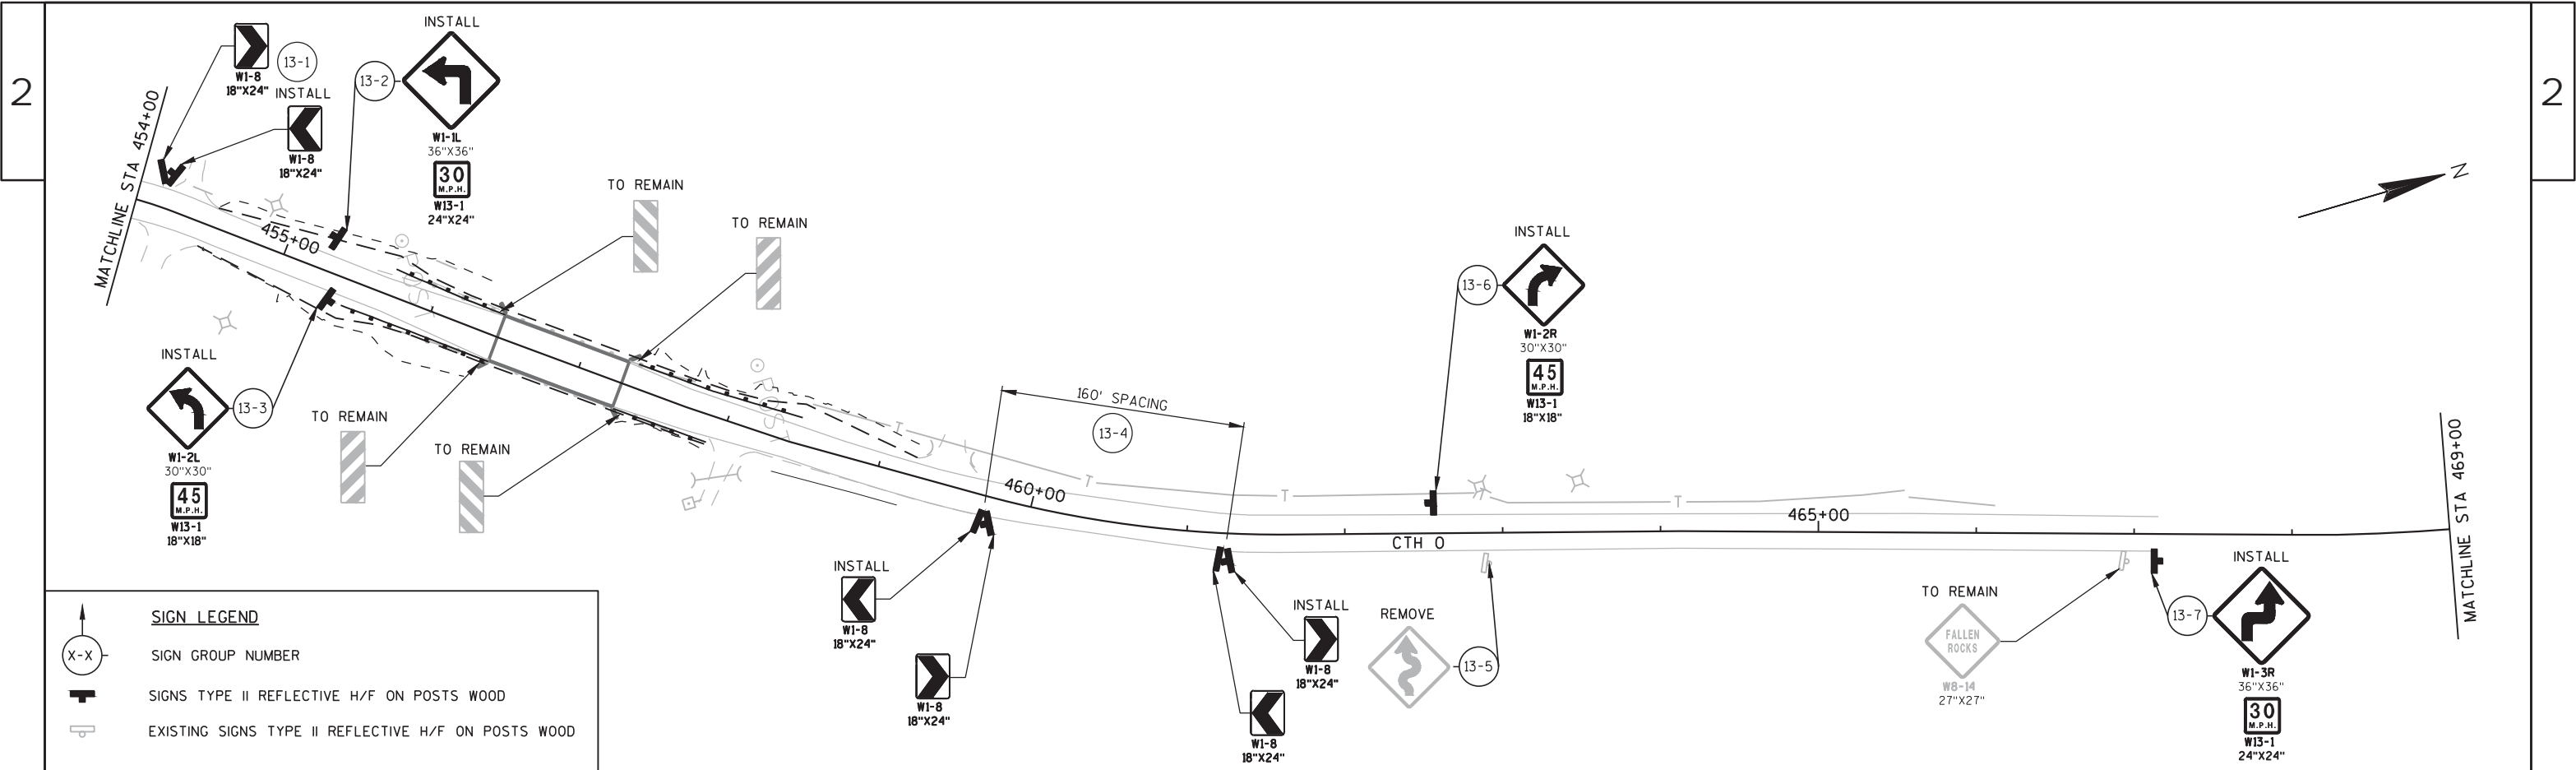 2
2
W1-8
18"X24"
13-1
INSTALL
W1-8
18"X24"
INSTALL
13-2
W1-1L
36"X36"
30
M.P.H.
W13-1
24"X24"
MATCHLINE STA 454+00
455+00
TO REMAIN
TO REMAIN
INSTALL
13-3
W1-2L
30"X30"
45
M.P.H.
W13-1
18"X18"
TO REMAIN
TO REMAIN
160' SPACING
13-4
460+00
T
T
T
T
INSTALL
13-6
W1-2R
30"X30"
45
M.P.H.
W13-1
18"X18"
N
465+00
CTH O
MATCHLINE STA 469+00
INSTALL
W1-8
18"X24"
W1-8
18"X24"
INSTALL
W1-8
18"X24"
W1-8
18"X24"
REMOVE
13-5
TO REMAIN
FALLEN
ROCKS
W8-14
27"X27"
INSTALL
13-7
W1-3R
36"X36"
30
M.P.H.
W13-1
24"X24"
SIGN LEGEND
X-X
SIGN GROUP NUMBER
SIGNS TYPE II REFLECTIVE H/F ON POSTS WOOD
EXISTING SIGNS TYPE II REFLECTIVE H/F ON POSTS WOOD